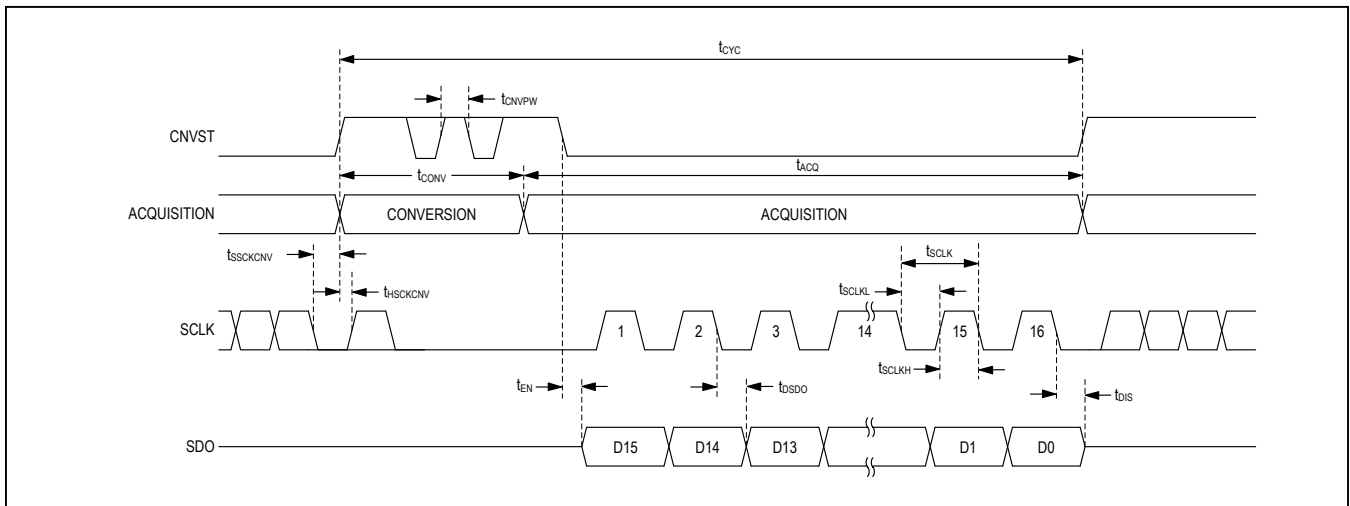 tCYC
tCNVPW
CNVST
tCONV
tACQ
ACQUISITION
CONVERSION
ACQUISITION
tSSCKCNV
tSCLK
tHSCKCNV
tSCLKL
SCLK
1
2
3
14
15
16
tSCLKH
tEN
tDSDO
tDIS
SDO
D15
D14
D13
D1
D0